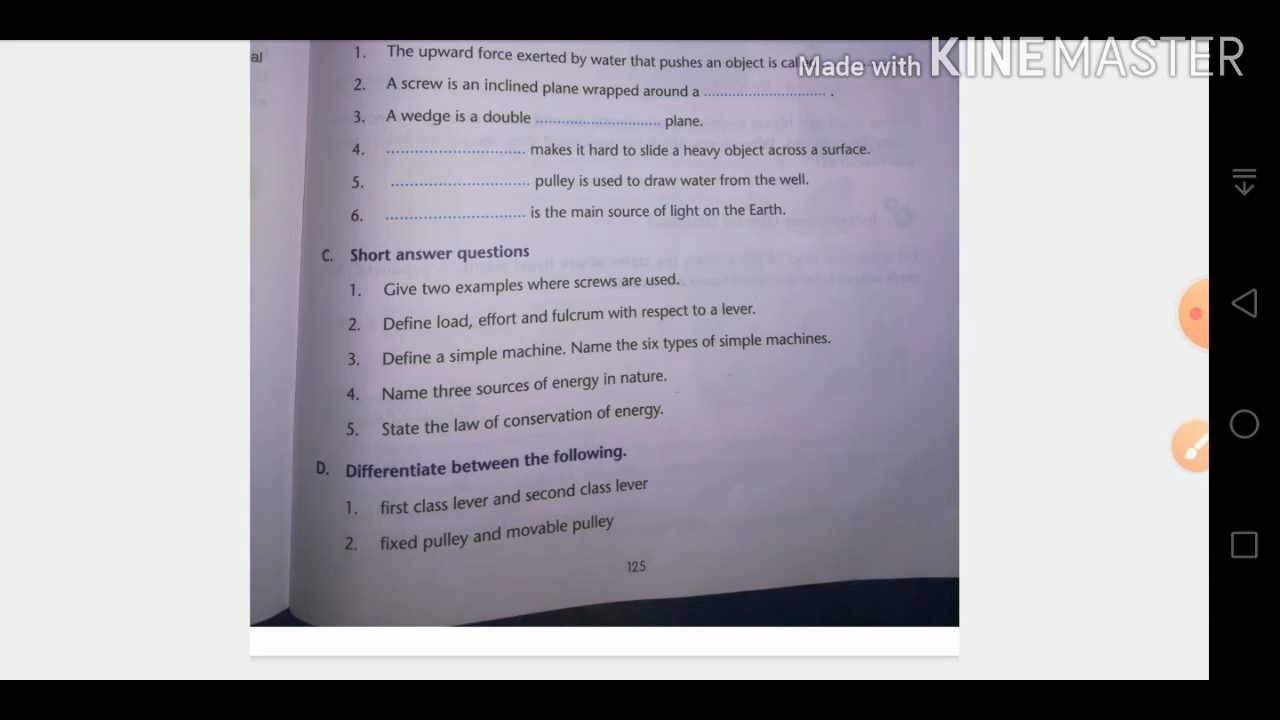 al
Made with KINEMASTER
1. The upward force exerted by water that pushes an object is
2. A screw is an inclined plane wrapped around a .............................. .
3. A wedge is a double .............................. plane.
4. .............................. makes it hard to slide a heavy object across a surface.
5. .............................. pulley is used to draw water from the well.
6. .............................. is the main source of light on the Earth.
C. Short answer questions
1. Give two examples where screws are used.
2. Define load, effort and fulcrum with respect to a lever.
3. Define a simple machine. Name the six types of simple machines.
4. Name three sources of energy in nature.
5. State the law of conservation of energy.
D. Differentiate between the following.
1. first class lever and second class lever
2. fixed pulley and movable pulley
125